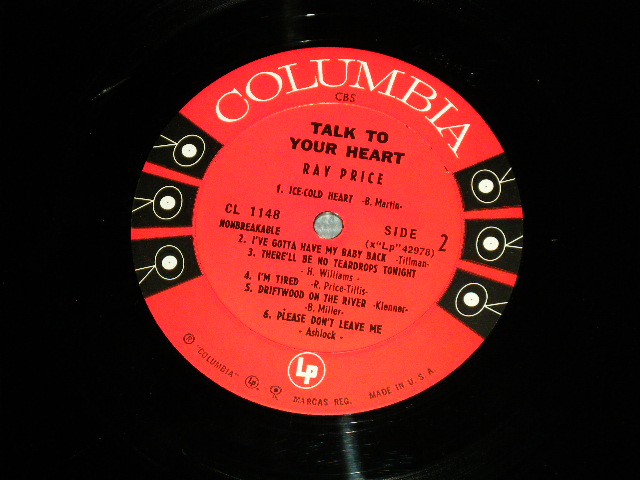 COLUMBIA
CBS
TALK TO
YOUR HEART
RAY PRICE
1. ICE-COLD HEART -B. Martin-
CL 1148
SIDE 2
NONBREAKABLE
(x"Lp"42978)
2. I'VE GOTTA HAVE MY BABY BACK -Tillman-
3. THERE'LL BE NO TEARDROPS TONIGHT
-H. Williams-
4. I'M TIRED -R. Price-Tillis-
5. DRIFTWOOD ON THE RIVER -Klenner-
-B. Miller-
6. PLEASE DON'T LEAVE ME
-Ashlock-
Lp
® "COLUMBIA" Lp MARCAS REG. MADE IN U.S.A